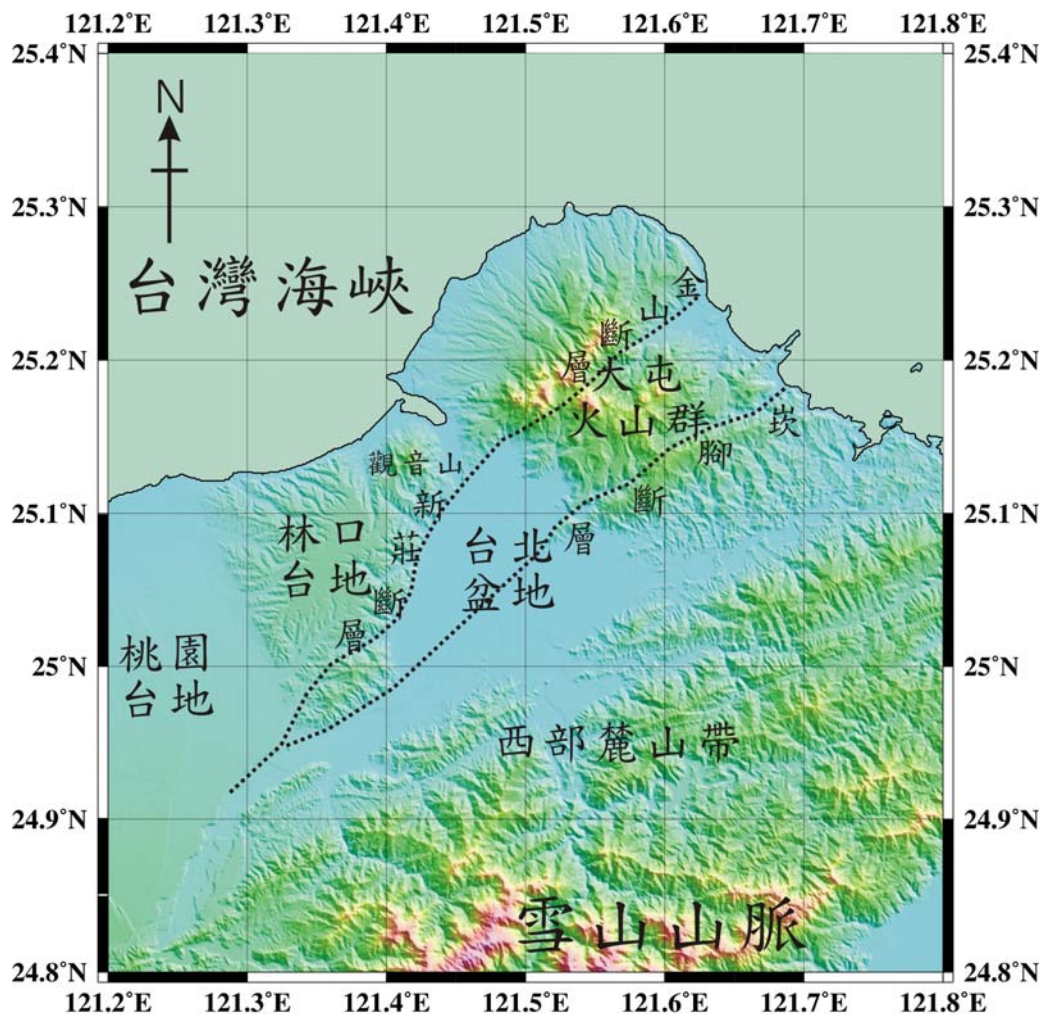 121.2˚E 121.3˚E 121.4˚E 121.5˚E 121.6˚E 121.7˚E 121.8˚E
25.4˚N 25.4˚N
N
25.3˚N 25.3˚N
台灣海峽
金山斷層
25.2˚N 25.2˚N
大屯
火山群
崁腳斷層
觀音山
新莊斷層
25.1˚N 25.1˚N
林口
台地
台北
盆地
桃園
台地
25˚N 25˚N
西部麓山帶
24.9˚N 24.9˚N
雪山山脈
24.8˚N 24.8˚N
121.2˚E 121.3˚E 121.4˚E 121.5˚E 121.6˚E 121.7˚E 121.8˚E